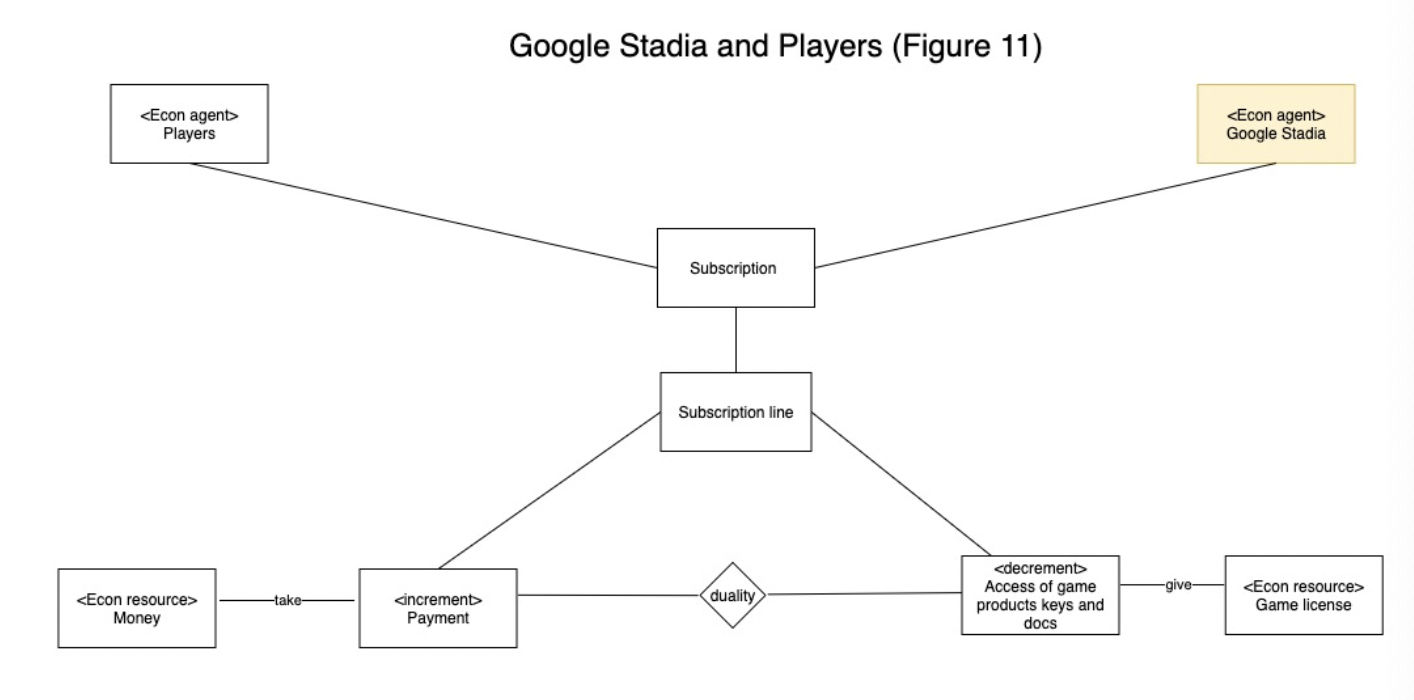 Google Stadia and Players (Figure 11)
<Econ agent>
Players
<Econ agent>
Google Stadia
Subscription
Subscription line
<Econ resource>
Money
take
<increment>
Payment
duality
<decrement>
Access of game
products keys and
docs
give
<Econ resource>
Game license